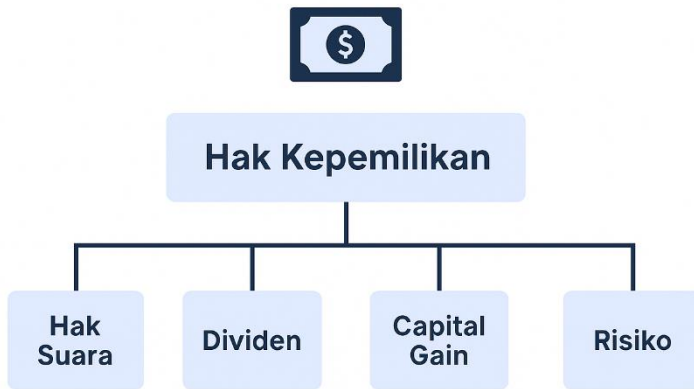 $
Hak Kepemilikan
Hak
Suara
Dividen
Capital
Gain
Risiko